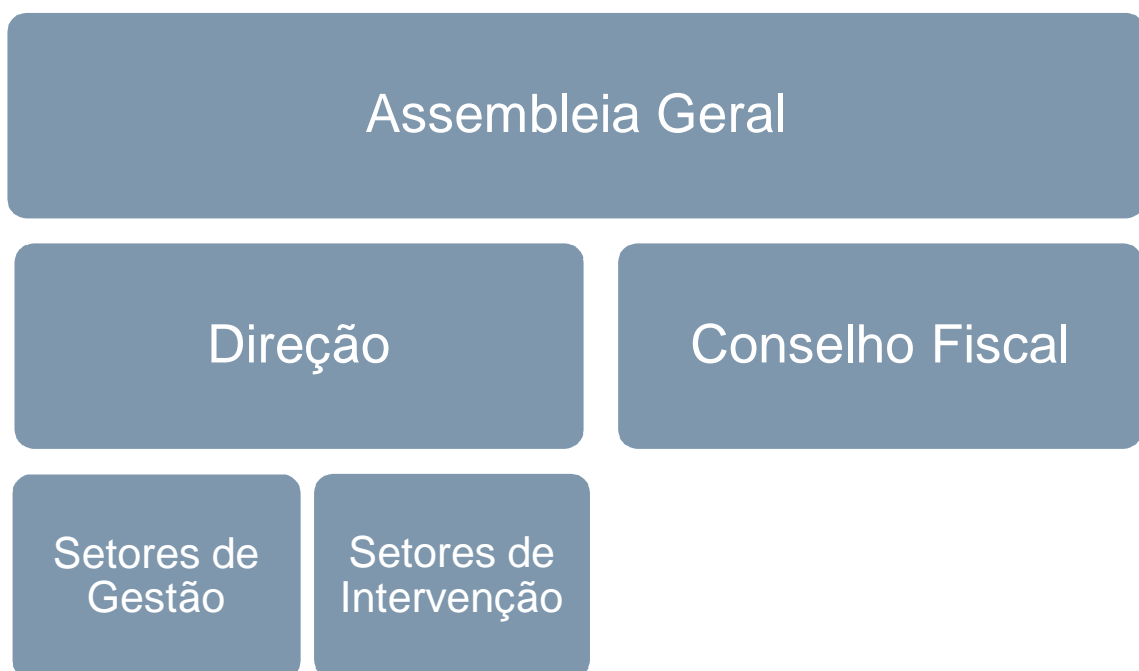 Assembleia Geral
Direção
Conselho Fiscal
Setores de
Gestão
Setores de
Intervenção